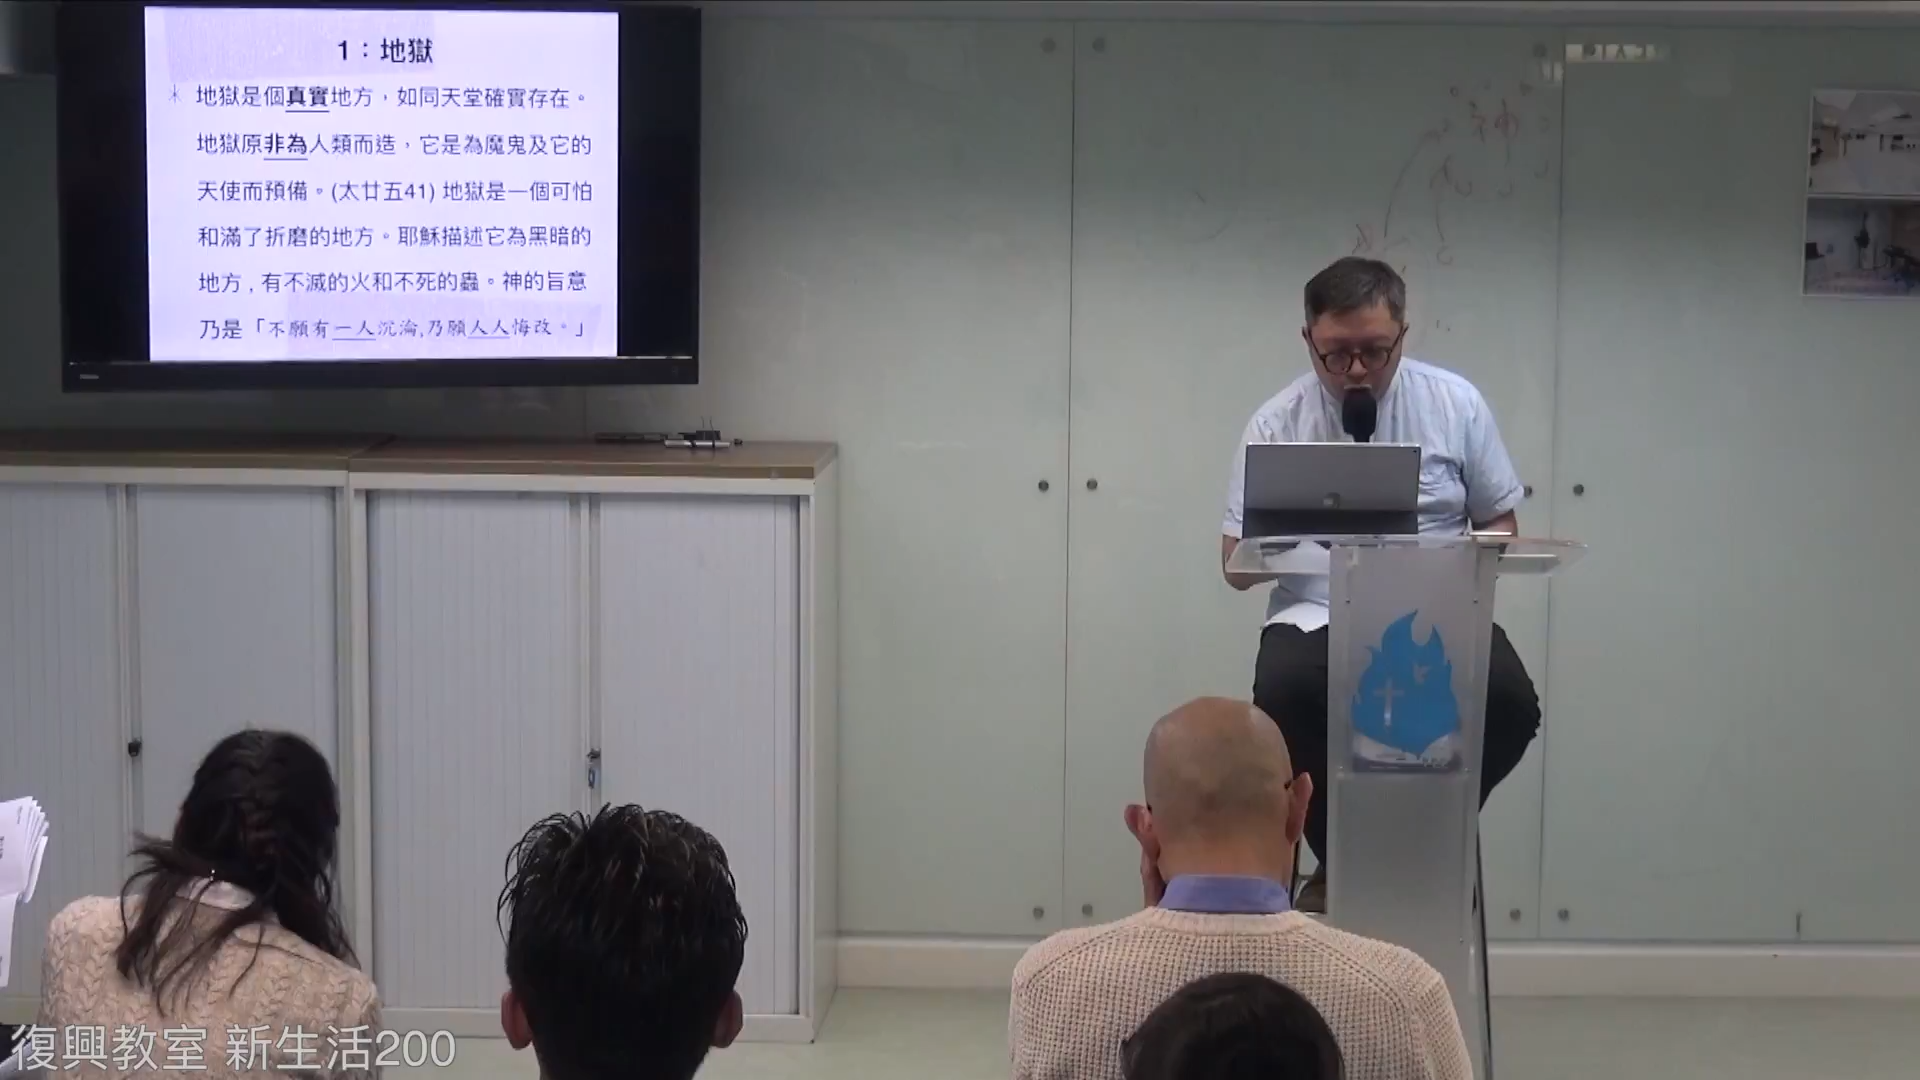 1：地獄
＊ 地獄是個真實地方，如同天堂確實存在。
地獄原非為人類而造，它是為魔鬼及它的
天使而預備。(太廿五41) 地獄是一個可怕
和滿了折磨的地方。耶穌描述它為黑暗的
地方，有不滅的火和不死的蟲。神的旨意
乃是「不願有一人沉淪,乃願人人悔改。」
神
復興教室 新生活200